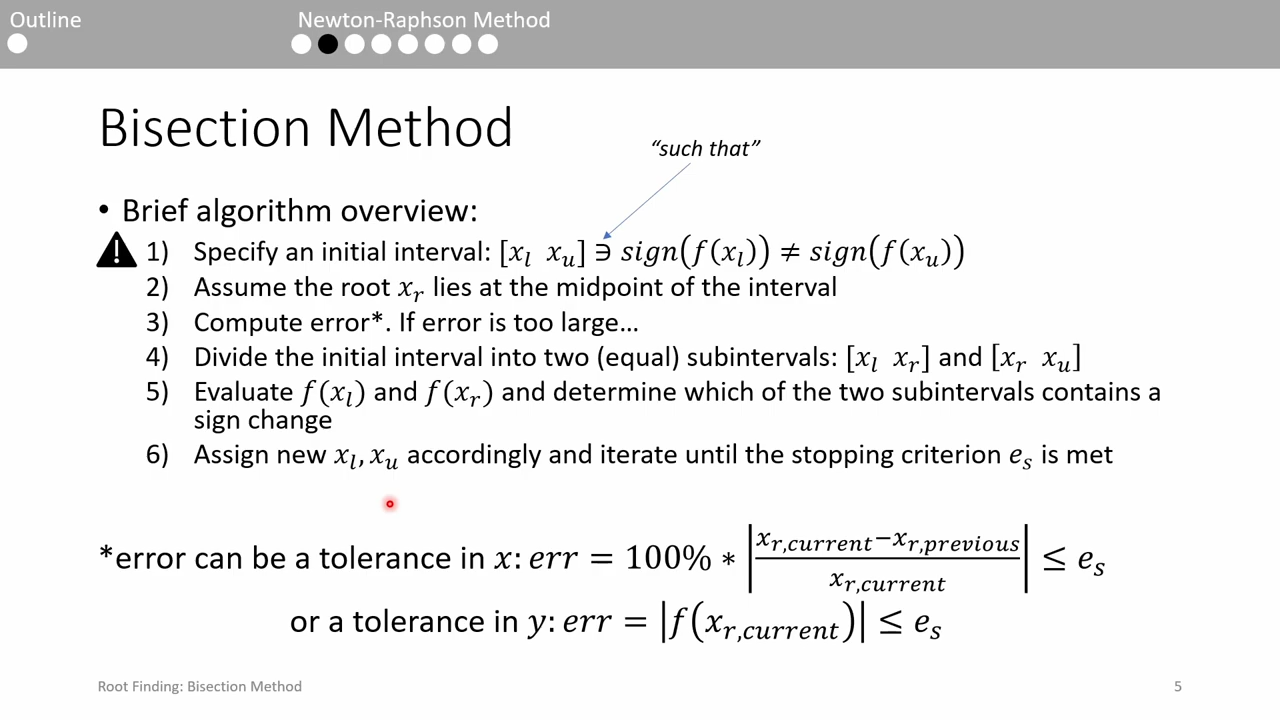 Outline
Newton-Raphson Method
Bisection Method
“such that”
• Brief algorithm overview:
1) Specify an initial interval: [x_l x_u] ∋ sign(f(x_l)) ≠ sign(f(x_u))
2) Assume the root x_r lies at the midpoint of the interval
3) Compute error*. If error is too large…
4) Divide the initial interval into two (equal) subintervals: [x_l x_r] and [x_r x_u]
5) Evaluate f(x_l) and f(x_r) and determine which of the two subintervals contains a
sign change
6) Assign new x_l, x_u accordingly and iterate until the stopping criterion e_s is met
*error can be a tolerance in x: err = 100% * |(x_{r,current} − x_{r,previous}) / x_{r,current}| ≤ e_s
or a tolerance in y: err = |f(x_{r,current})| ≤ e_s
Root Finding: Bisection Method
5